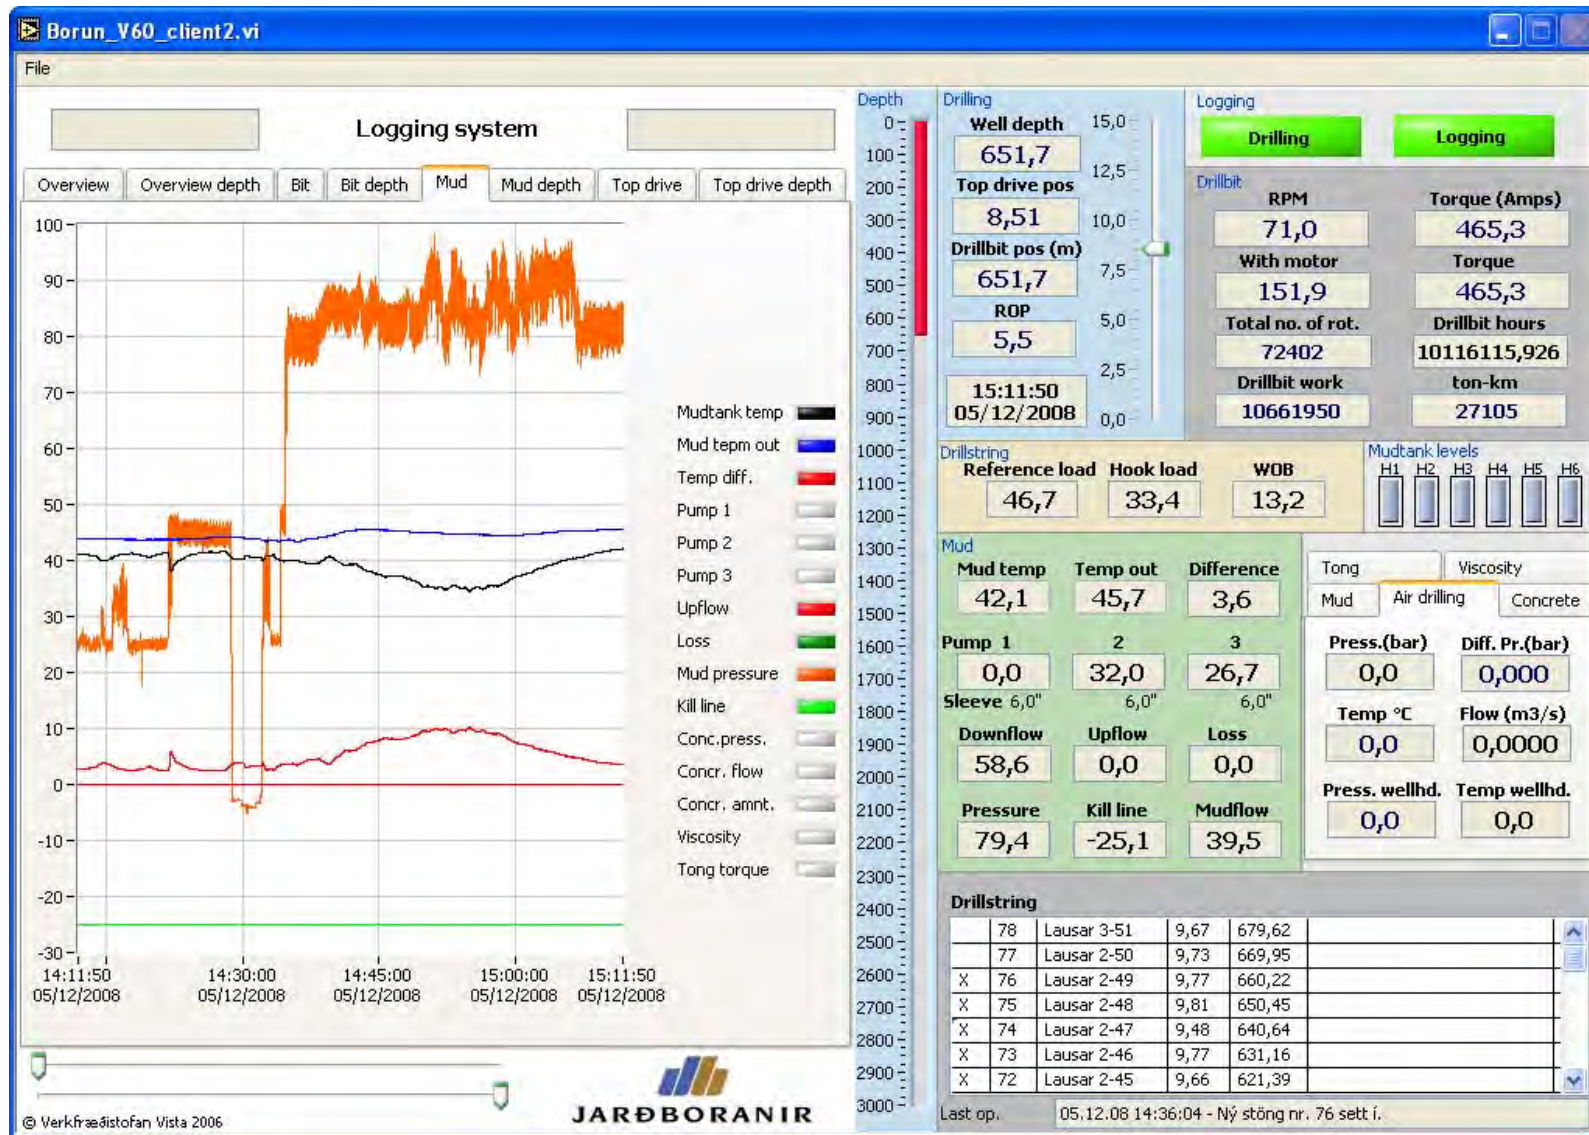 Borun_V60_client2.vi
File
Logging system
Overview
Overview depth
Bit
Bit depth
Mud
Mud depth
Top drive
Top drive depth
100
90
80
70
60
50
40
30
20
10
0
-10
-20
-30
14:11:50 14:30:00 14:45:00 15:00:00 15:11:50
05/12/2008 05/12/2008 05/12/2008 05/12/2008 05/12/2008
Mudtank temp
Mud tepm out
Temp diff.
Pump 1
Pump 2
Pump 3
Upflow
Loss
Mud pressure
Kill line
Conc.press.
Concr. flow
Concr. amnt.
Viscosity
Tong torque
© Verkfræðistofan Vista 2006
JARÐBORANIR
Depth
0
100
200
300
400
500
600
700
800
900
1000
1100
1200
1300
1400
1500
1600
1700
1800
1900
2000
2100
2200
2300
2400
2500
2600
2700
2800
2900
3000
Drilling
Well depth
651,7
Top drive pos
8,51
Drillbit pos (m)
651,7
ROP
5,5
15:11:50
05/12/2008
15,0
12,5
10,0
7,5
5,0
2,5
0,0
Logging
Drilling Logging
Drillbit
RPM Torque (Amps)
71,0 465,3
With motor Torque
151,9 465,3
Total no. of rot. Drillbit hours
72402 10116115,926
Drillbit work ton-km
10661950 27105
Drillstring
Reference load Hook load WOB
46,7 33,4 13,2
Mudtank levels
H1 H2 H3 H4 H5 H6
Mud
Mud temp Temp out Difference
42,1 45,7 3,6
Pump 1 2 3
0,0 32,0 26,7
Sleeve 6,0" 6,0" 6,0"
Downflow Upflow Loss
58,6 0,0 0,0
Pressure Kill line Mudflow
79,4 -25,1 39,5
Tong Viscosity
Mud Air drilling Concrete
Press.(bar) Diff. Pr.(bar)
0,0 0,000
Temp °C Flow (m3/s)
0,0 0,0000
Press. wellhd. Temp wellhd.
0,0 0,0
Drillstring
78 Lausar 3-51 9,67 679,62
77 Lausar 2-50 9,73 669,95
X 76 Lausar 2-49 9,77 660,22
X 75 Lausar 2-48 9,81 650,45
X 74 Lausar 2-47 9,48 640,64
X 73 Lausar 2-46 9,77 631,16
X 72 Lausar 2-45 9,66 621,39
Last op. 05.12.08 14:36:04 - Ný stöng nr. 76 sett í.